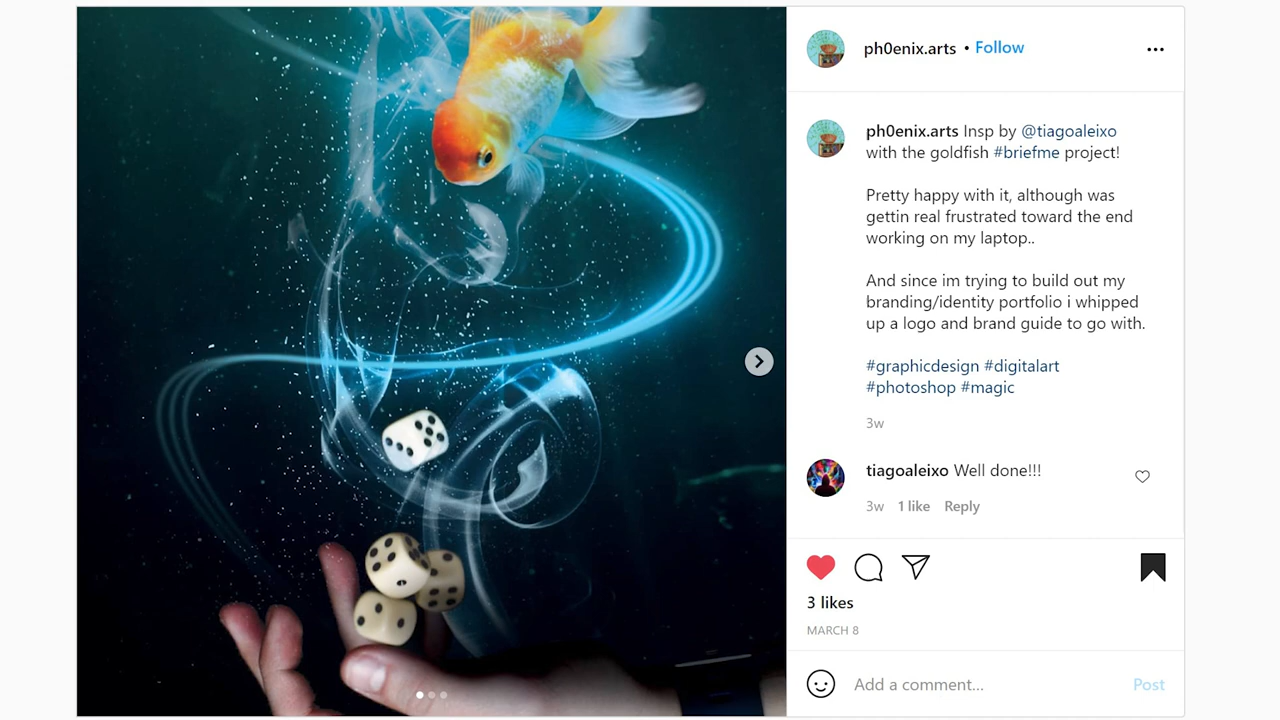 ph0enix.arts • Follow
ph0enix.arts Insp by @tiagoaleixo
with the goldfish #briefme project!
Pretty happy with it, although was
gettin real frustrated toward the end
working on my laptop..
And since im trying to build out my
branding/identity portfolio i whipped
up a logo and brand guide to go with.
#graphicdesign #digitalart
#photoshop #magic
3w
tiagoaleixo Well done!!!
3w 1 like Reply
3 likes
MARCH 8
Add a comment... Post